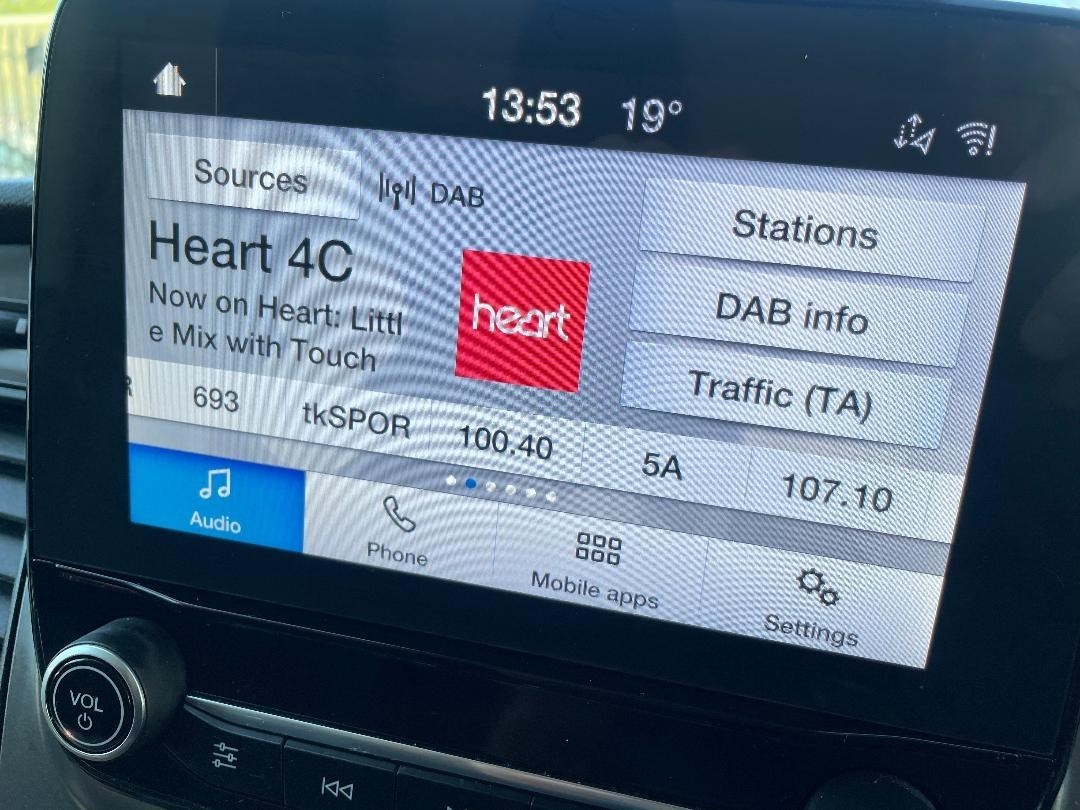 13:53 19°
Sources DAB
Stations
Heart 4C
Now on Heart: Littl
e Mix with Touch
heart
DAB info
Traffic (TA)
693 tkSPOR 100.40 5A 107.10
Audio
Phone
Mobile apps
Settings
VOL